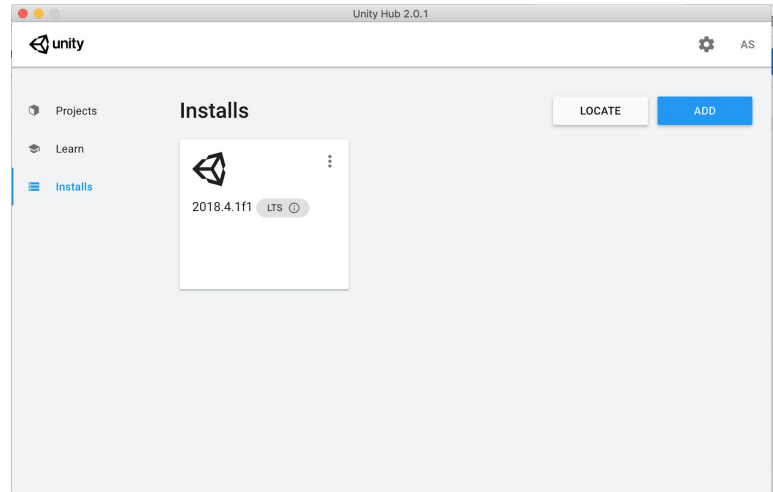 Unity Hub 2.0.1
unity
AS
Projects
Learn
Installs
Installs
LOCATE
ADD
2018.4.1f1 LTS